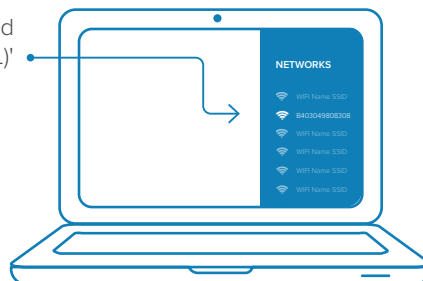 d
.)'
NETWORKS
WIFI Name SSID
B403049808308
WIFI Name SSID
WIFI Name SSID
WIFI Name SSID
WIFI Name SSID